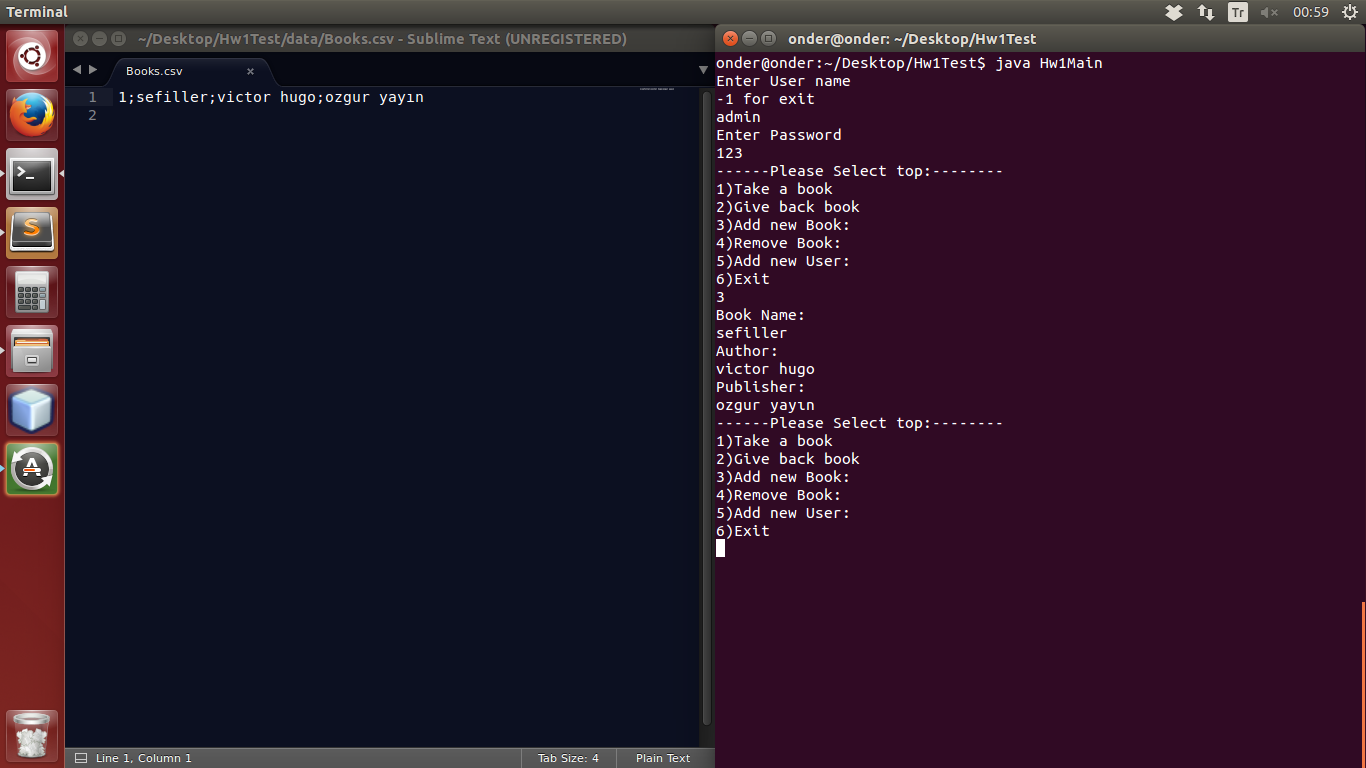 Terminal
Tr
00:59
~/Desktop/Hw1Test/data/Books.csv - Sublime Text (UNREGISTERED)
Books.csv
1 1;sefiller;victor hugo;ozgur yayın
2
Line 1, Column 1
Tab Size: 4
Plain Text
onder@onder: ~/Desktop/Hw1Test
onder@onder:~/Desktop/Hw1Test$ java Hw1Main
Enter User name
-1 for exit
admin
Enter Password
123
------Please Select top:--------
1)Take a book
2)Give back book
3)Add new Book:
4)Remove Book:
5)Add new User:
6)Exit
3
Book Name:
sefiller
Author:
victor hugo
Publisher:
ozgur yayın
------Please Select top:--------
1)Take a book
2)Give back book
3)Add new Book:
4)Remove Book:
5)Add new User:
6)Exit